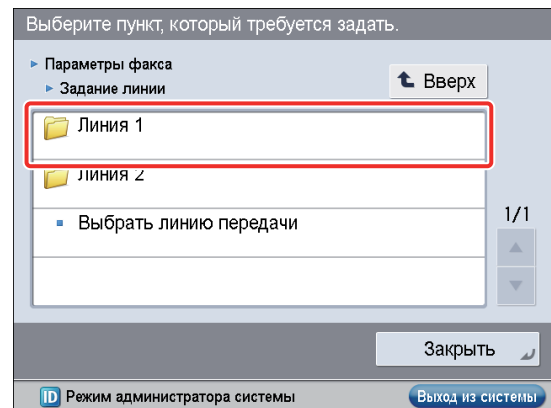 Выберите пункт, который требуется задать.
Параметры факса
Задание линии
Вверх
Линия 1
Линия 2
Выбрать линию передачи
1/1
Закрыть
ID Режим администратора системы
Выход из системы